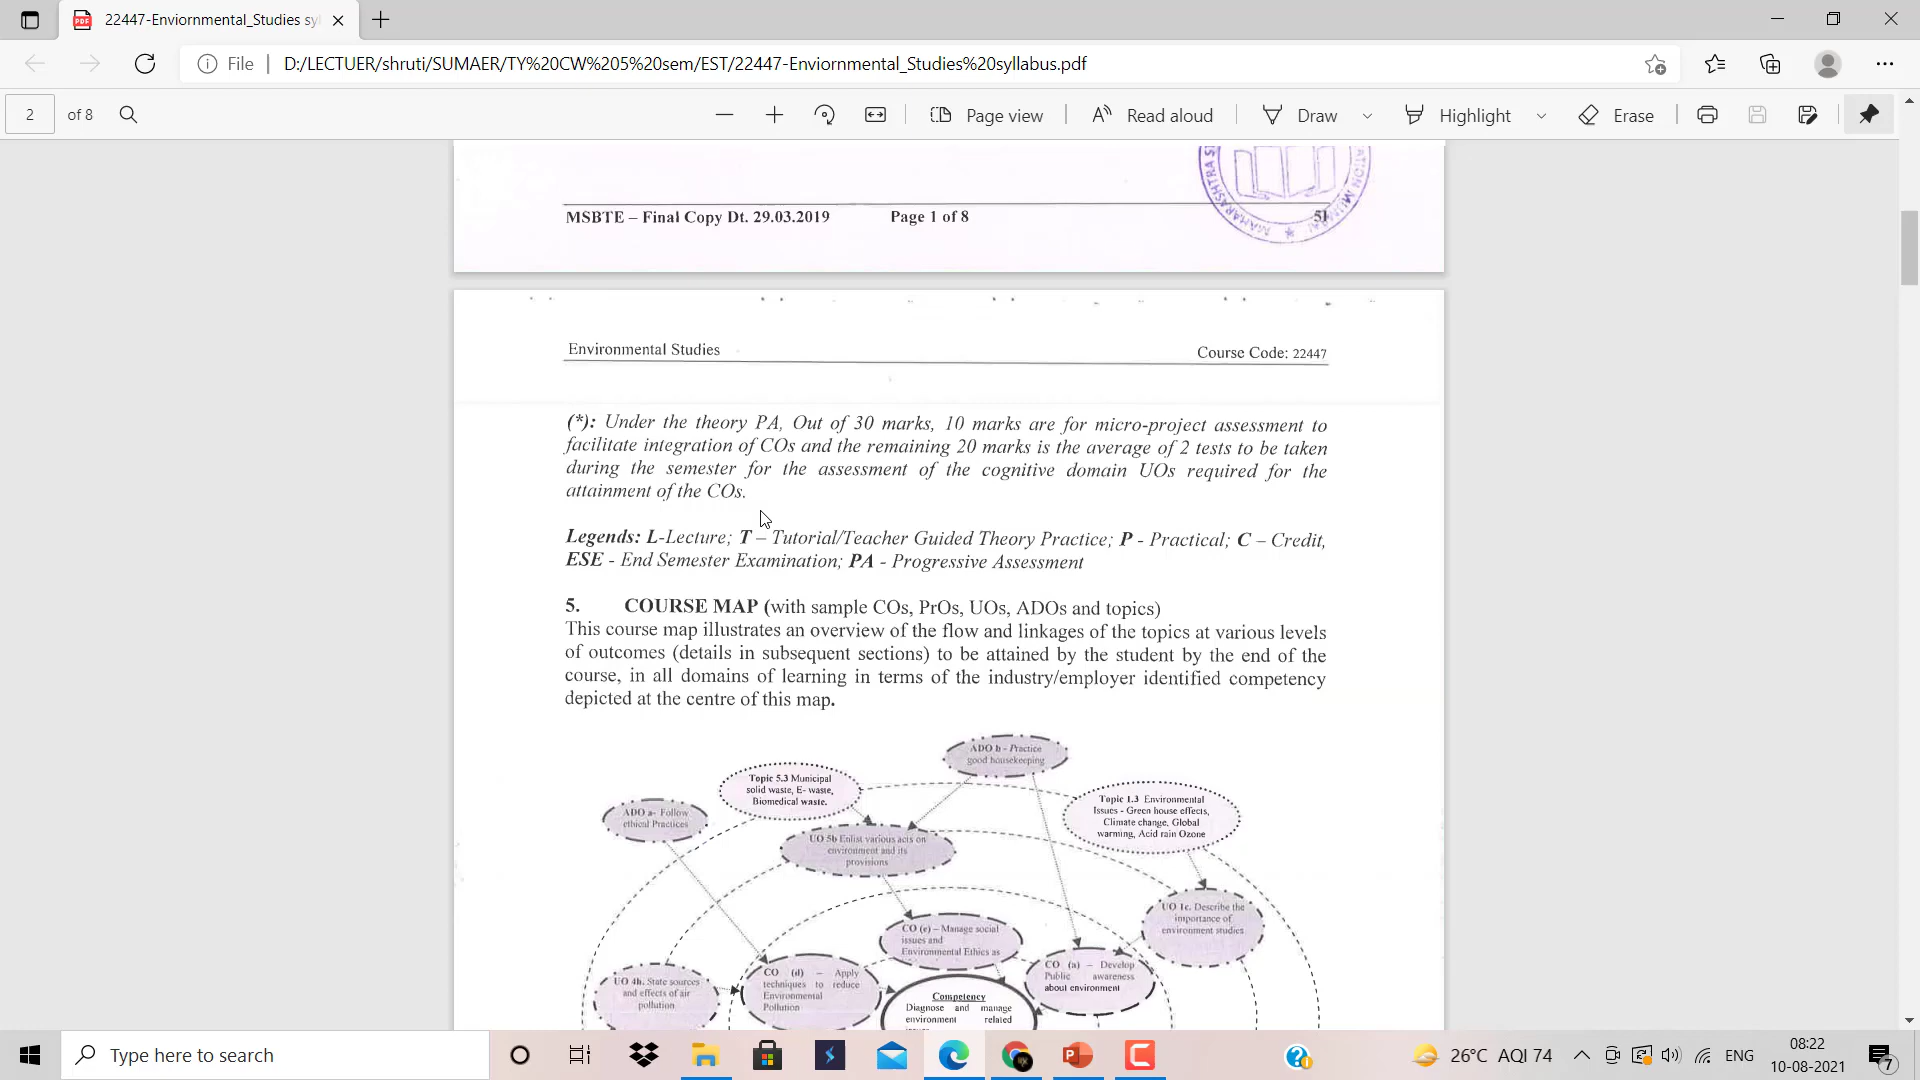 22447-Enviornmental_Studies sy
File
D:/LECTUER/shruti/SUMAER/TY%20CW%205%20sem/EST/22447-Enviornmental_Studies%20syllabus.pdf
2 of 8
Page view
Read aloud
Draw
Highlight
Erase
MSBTE – Final Copy Dt. 29.03.2019 Page 1 of 8 51
Environmental Studies Course Code: 22447
(*): Under the theory PA, Out of 30 marks, 10 marks are for micro-project assessment to
facilitate integration of COs and the remaining 20 marks is the average of 2 tests to be taken
during the semester for the assessment of the cognitive domain UOs required for the
attainment of the COs.
Legends: L-Lecture; T – Tutorial/Teacher Guided Theory Practice; P - Practical; C – Credit,
ESE - End Semester Examination; PA - Progressive Assessment
5. COURSE MAP (with sample COs, PrOs, UOs, ADOs and topics)
This course map illustrates an overview of the flow and linkages of the topics at various levels
of outcomes (details in subsequent sections) to be attained by the student by the end of the
course, in all domains of learning in terms of the industry/employer identified competency
depicted at the centre of this map.
ADO b - Practice
good housekeeping
Topic 5.3 Municipal
solid waste, E- waste,
Biomedical waste.
Topic 1.3 Environmental
Issues - Green house effects,
Climate change, Global
warming, Acid rain Ozone
ADO a- Follow
ethical Practices
UO 5b Enlist various acts on
environment and its
provisions
UO 1c. Describe the
importance of
environment studies
CO (e) – Manage social
issues and
Environmental Ethics as
CO (d) – Apply
techniques to reduce
Environmental
Pollution
CO (a) – Develop
Public awareness
about environment
UO 4b. State sources
and effects of air
pollution
Competency
Diagnose and manage
environment related
Type here to search
26°C AQI 74
ENG
08:22
10-08-2021
7